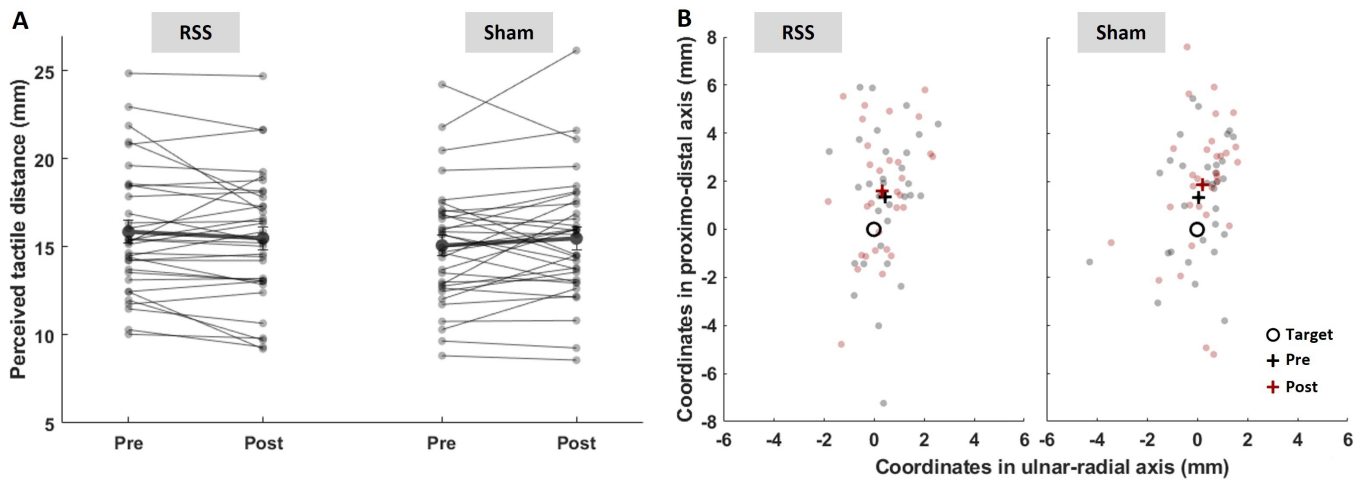 A
RSS
Sham
Perceived tactile distance (mm)
25
20
15
10
5
Pre
Post
Pre
Post
B
RSS
Sham
Coordinates in proximo-distal axis (mm)
8
6
4
2
0
-2
-4
-6
-8
-6
-4
-2
0
2
4
6
-6
-4
-2
0
2
4
6
Target
Pre
Post
Coordinates in ulnar-radial axis (mm)